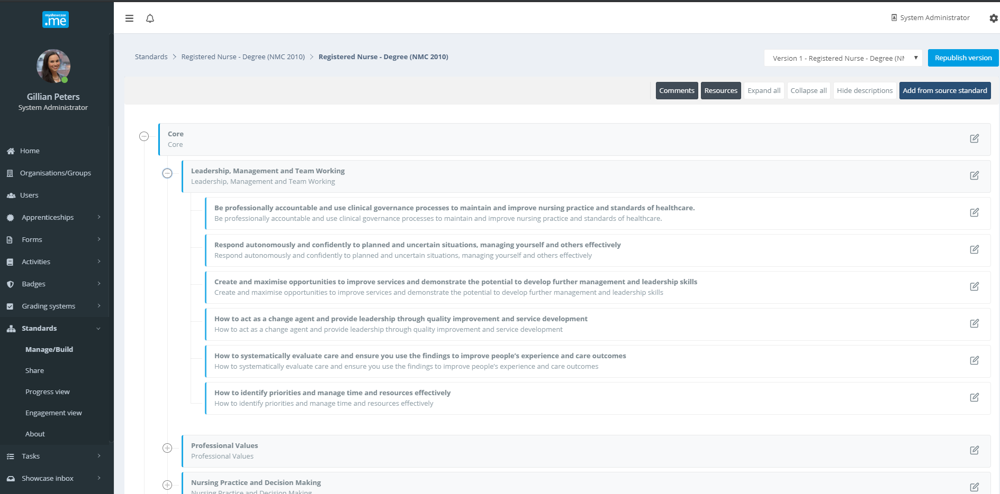 myshowcase
.me
Gillian Peters
System Administrator
Home
Organisations/Groups
Users
Apprenticeships
Forms
Activities
Badges
Grading systems
Standards
Manage/Build
Share
Progress view
Engagement view
About
Tasks
Showcase inbox
System Administrator
Standards > Registered Nurse - Degree (NMC 2010) > Registered Nurse - Degree (NMC 2010)
Version 1 - Registered Nurse - Degree (NM
Republish version
Comments Resources Expand all Collapse all Hide descriptions Add from source standard
Core
Core
Leadership, Management and Team Working
Leadership, Management and Team Working
Be professionally accountable and use clinical governance processes to maintain and improve nursing practice and standards of healthcare.
Be professionally accountable and use clinical governance processes to maintain and improve nursing practice and standards of healthcare.
Respond autonomously and confidently to planned and uncertain situations, managing yourself and others effectively
Respond autonomously and confidently to planned and uncertain situations, managing yourself and others effectively
Create and maximise opportunities to improve services and demonstrate the potential to develop further management and leadership skills
Create and maximise opportunities to improve services and demonstrate the potential to develop further management and leadership skills
How to act as a change agent and provide leadership through quality improvement and service development
How to act as a change agent and provide leadership through quality improvement and service development
How to systematically evaluate care and ensure you use the findings to improve people’s experience and care outcomes
How to systematically evaluate care and ensure you use the findings to improve people’s experience and care outcomes
How to identify priorities and manage time and resources effectively
How to identify priorities and manage time and resources effectively
Professional Values
Professional Values
Nursing Practice and Decision Making
Nursing Practice and Decision Making